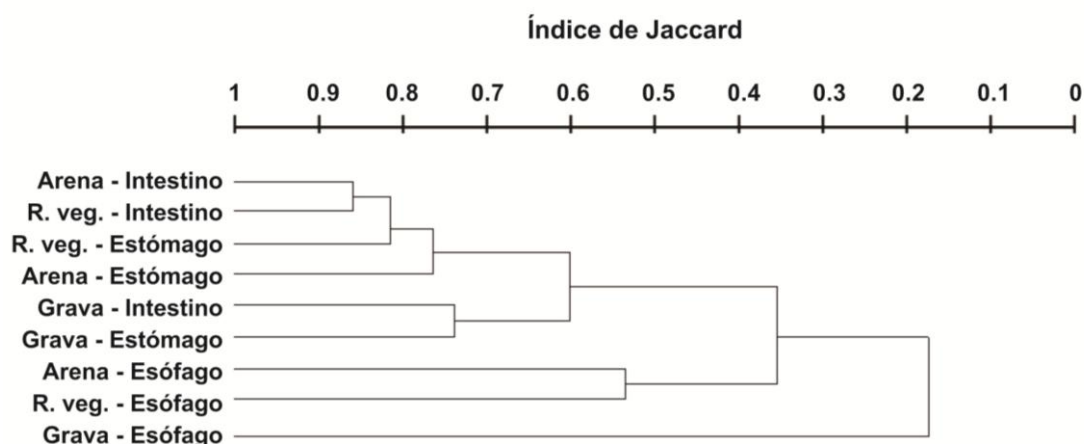 Índice de Jaccard
1 0.9 0.8 0.7 0.6 0.5 0.4 0.3 0.2 0.1 0
Arena - Intestino
R. veg. - Intestino
R. veg. - Estómago
Arena - Estómago
Grava - Intestino
Grava - Estómago
Arena - Esófago
R. veg. - Esófago
Grava - Esófago